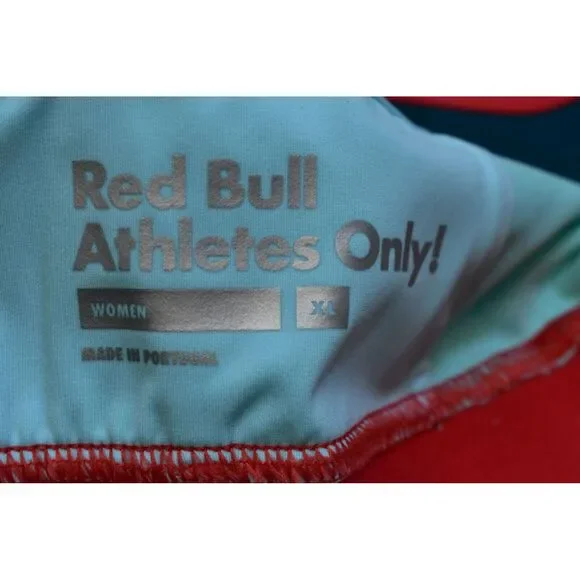 Red Bull
Athletes Only!
WOMEN XL
MADE IN PORTUGAL